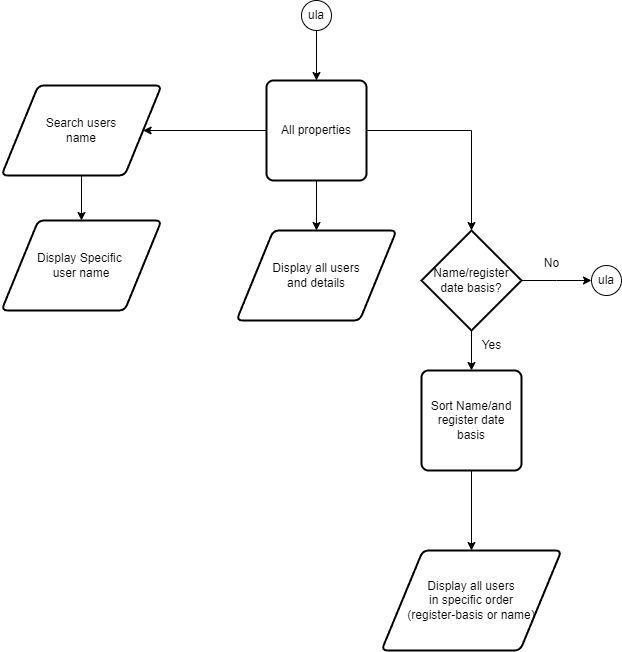 ula
Search users
name
All properties
Display Specific
user name
Display all users
and details
Name/register
date basis?
No
ula
Yes
Sort Name/and
register date
basis
Display all users
in specific order
(register-basis or name)